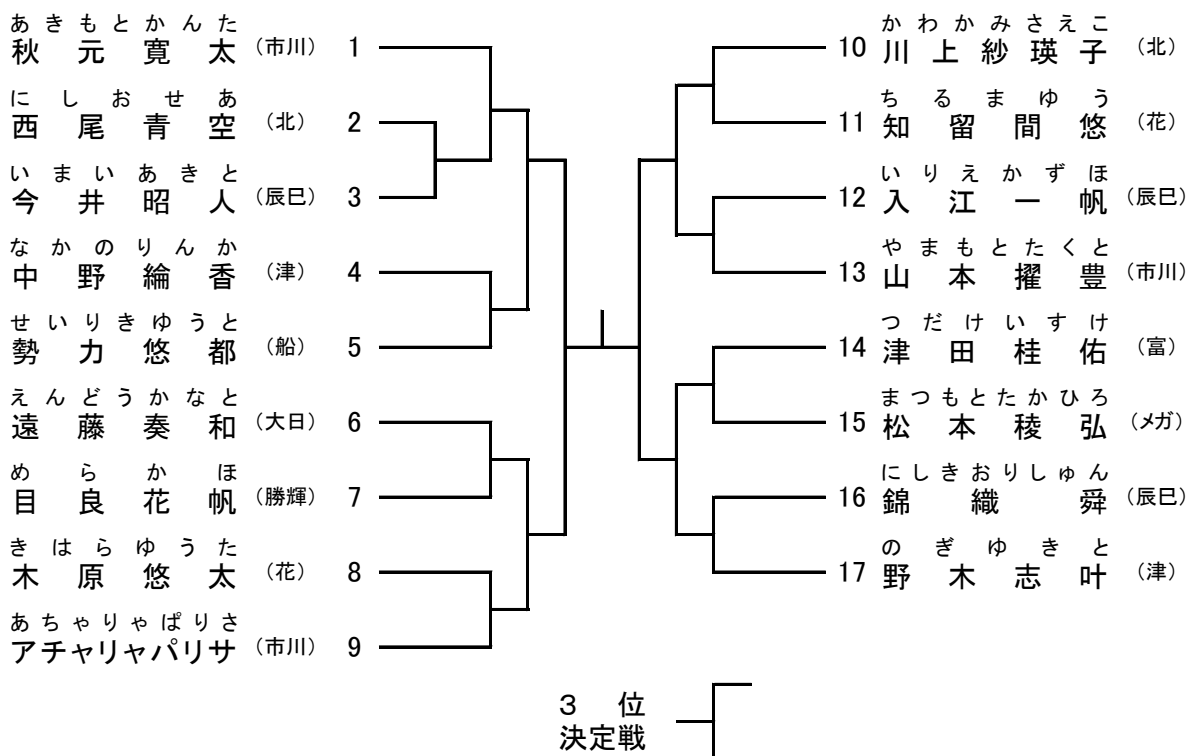 あきもとかんた
秋元寛太 (市川) 1
にしおせあ
西尾青空 (北) 2
いまいあきと
今井昭人 (辰巳) 3
なかのりんか
中野綸香 (津) 4
せいりきゆうと
勢力悠都 (船) 5
えんどうかなと
遠藤奏和 (大日) 6
めらかほ
目良花帆 (勝輝) 7
きはらゆうた
木原悠太 (花) 8
あちゃりゃぱりさ
アチャリャパリサ (市川) 9
かわかみさえこ
10 川上紗瑛子 (北)
ちるまゆう
11 知留間悠 (花)
いりえかずほ
12 入江一帆 (辰巳)
やまもとたくと
13 山本擢豊 (市川)
つだけいすけ
14 津田桂佑 (富)
まつもとたかひろ
15 松本稜弘 (メガ)
にしきおりしゅん
16 錦織舜 (辰巳)
のぎゆきと
17 野木志叶 (津)
3位
決定戦